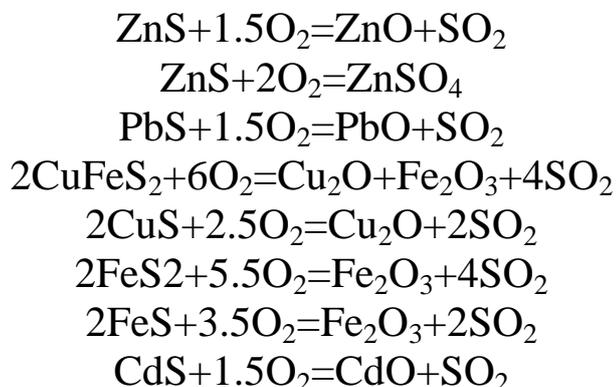 ZnS+1.5O₂=ZnO+SO₂
ZnS+2O₂=ZnSO₄
PbS+1.5O₂=PbO+SO₂
2CuFeS₂+6O₂=Cu₂O+Fe₂O₃+4SO₂
2CuS+2.5O₂=Cu₂O+2SO₂
2FeS2+5.5O₂=Fe₂O₃+4SO₂
2FeS+3.5O₂=Fe₂O₃+2SO₂
CdS+1.5O₂=CdO+SO₂